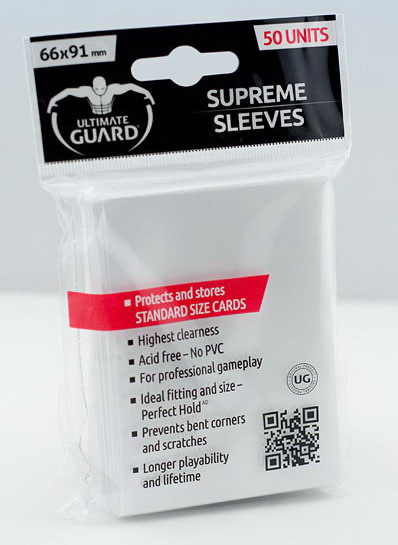 66x91 mm
50 UNITS
ULTIMATE
GUARD
SUPREME
SLEEVES
▪ Protects and stores
STANDARD SIZE CARDS
▪ Highest clearness
▪ Acid free – No PVC
▪ For professional gameplay
▪ Ideal fitting and size –
Perfect Hold
▪ Prevents bent corners
and scratches
▪ Longer playability
and lifetime
UG